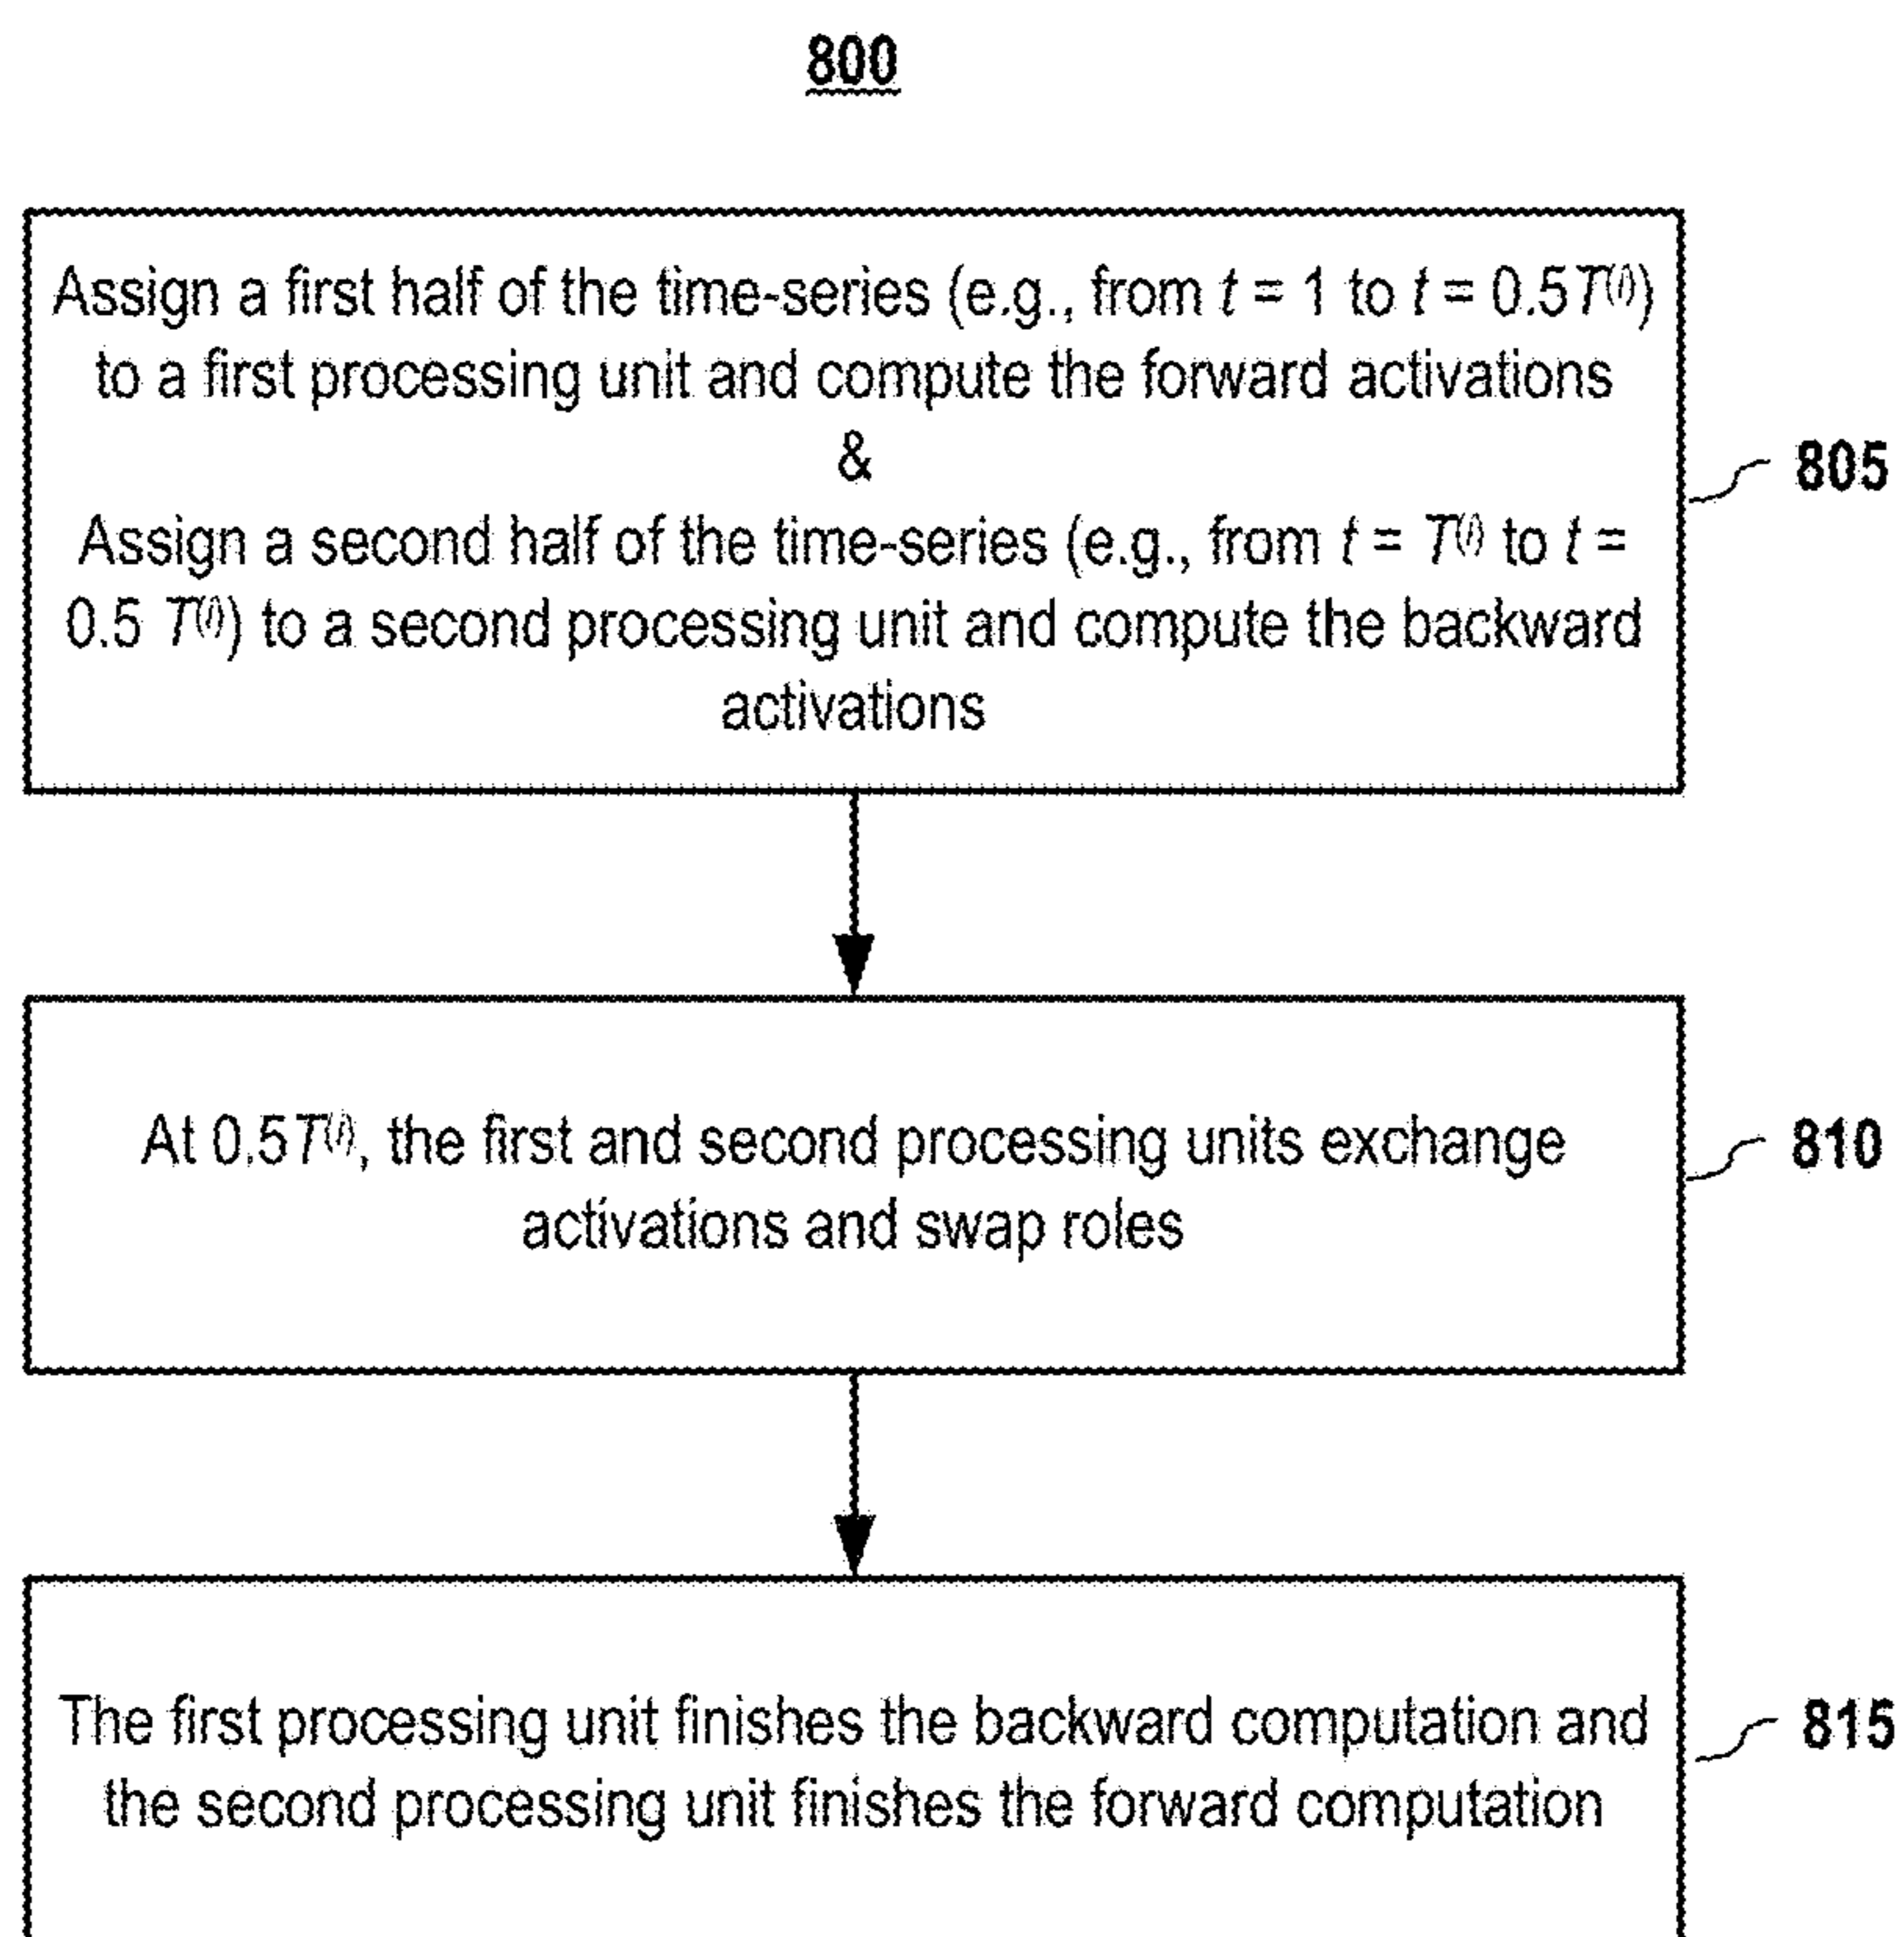 800
Assign a first half of the time-series (e.g., from t = 1 to t = 0.5T⁽ⁱ⁾)
to a first processing unit and compute the forward activations
&
Assign a second half of the time-series (e.g., from t = T⁽ⁱ⁾ to t =
0.5 T⁽ⁱ⁾) to a second processing unit and compute the backward
activations
805
At 0.5T⁽ⁱ⁾, the first and second processing units exchange
activations and swap roles
810
The first processing unit finishes the backward computation and
the second processing unit finishes the forward computation
815